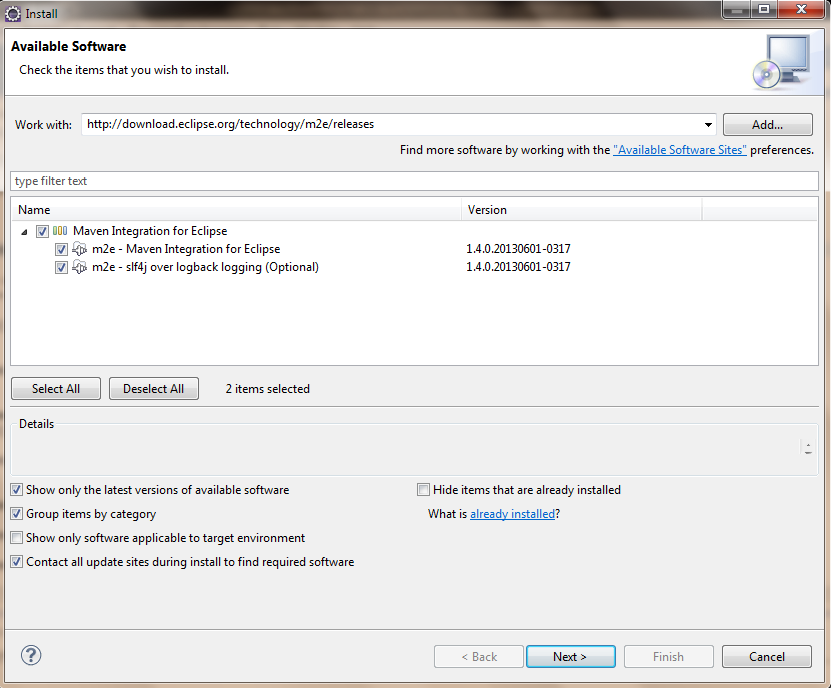 Install
Available Software
Check the items that you wish to install.
Work with: http://download.eclipse.org/technology/m2e/releases Add...
Find more software by working with the "Available Software Sites" preferences.
type filter text
Name Version
Maven Integration for Eclipse
m2e - Maven Integration for Eclipse 1.4.0.20130601-0317
m2e - slf4j over logback logging (Optional) 1.4.0.20130601-0317
Select All Deselect All 2 items selected
Details
Show only the latest versions of available software Hide items that are already installed
Group items by category What is already installed?
Show only software applicable to target environment
Contact all update sites during install to find required software
? < Back Next > Finish Cancel